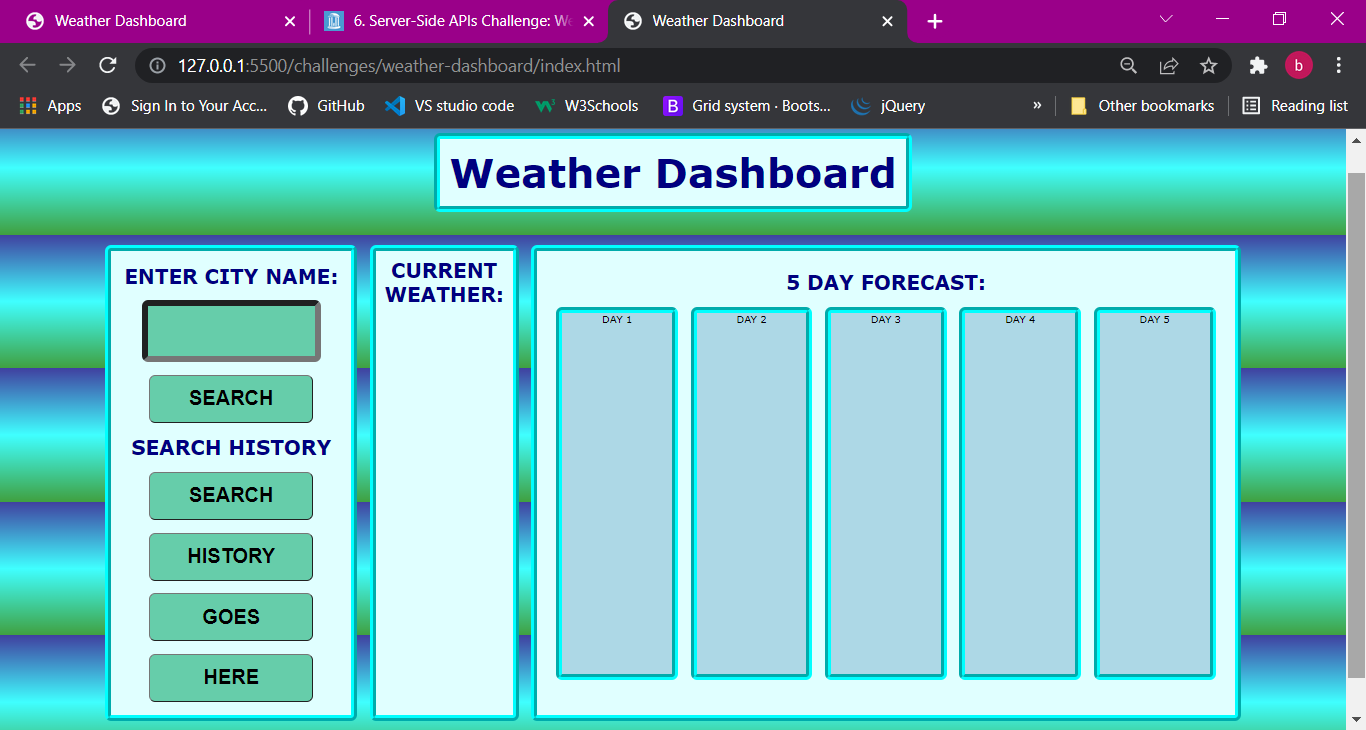 Weather Dashboard
6. Server-Side APIs Challenge: We
Weather Dashboard
127.0.0.1:5500/challenges/weather-dashboard/index.html
b
Apps
Sign In to Your Acc...
GitHub
VS studio code
W3Schools
B
Grid system · Boots...
jQuery
»
Other bookmarks
Reading list
Weather Dashboard
ENTER CITY NAME:
SEARCH
SEARCH HISTORY
SEARCH
HISTORY
GOES
HERE
CURRENT
WEATHER:
5 DAY FORECAST:
DAY 1
DAY 2
DAY 3
DAY 4
DAY 5